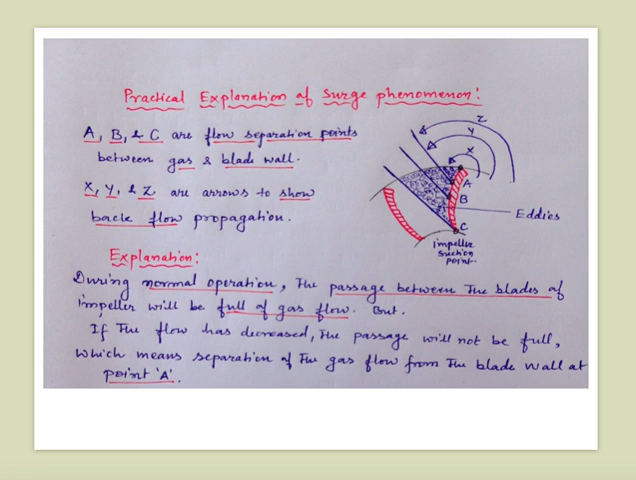 Practical Explanation of Surge phenomenon:
A, B, & C are flow separation points
between gas & blade wall.
X, Y, & Z are arrows to show
back flow propagation.
Z
Y
X
A
B
Eddies
C
impeller
suction
point
Explanation:
During normal operation, The passage between The blades of
impeller will be full of gas flow. But.
If The flow has decreased, The passage will not be full,
which means separation of The gas flow from The blade wall at
point 'A'.